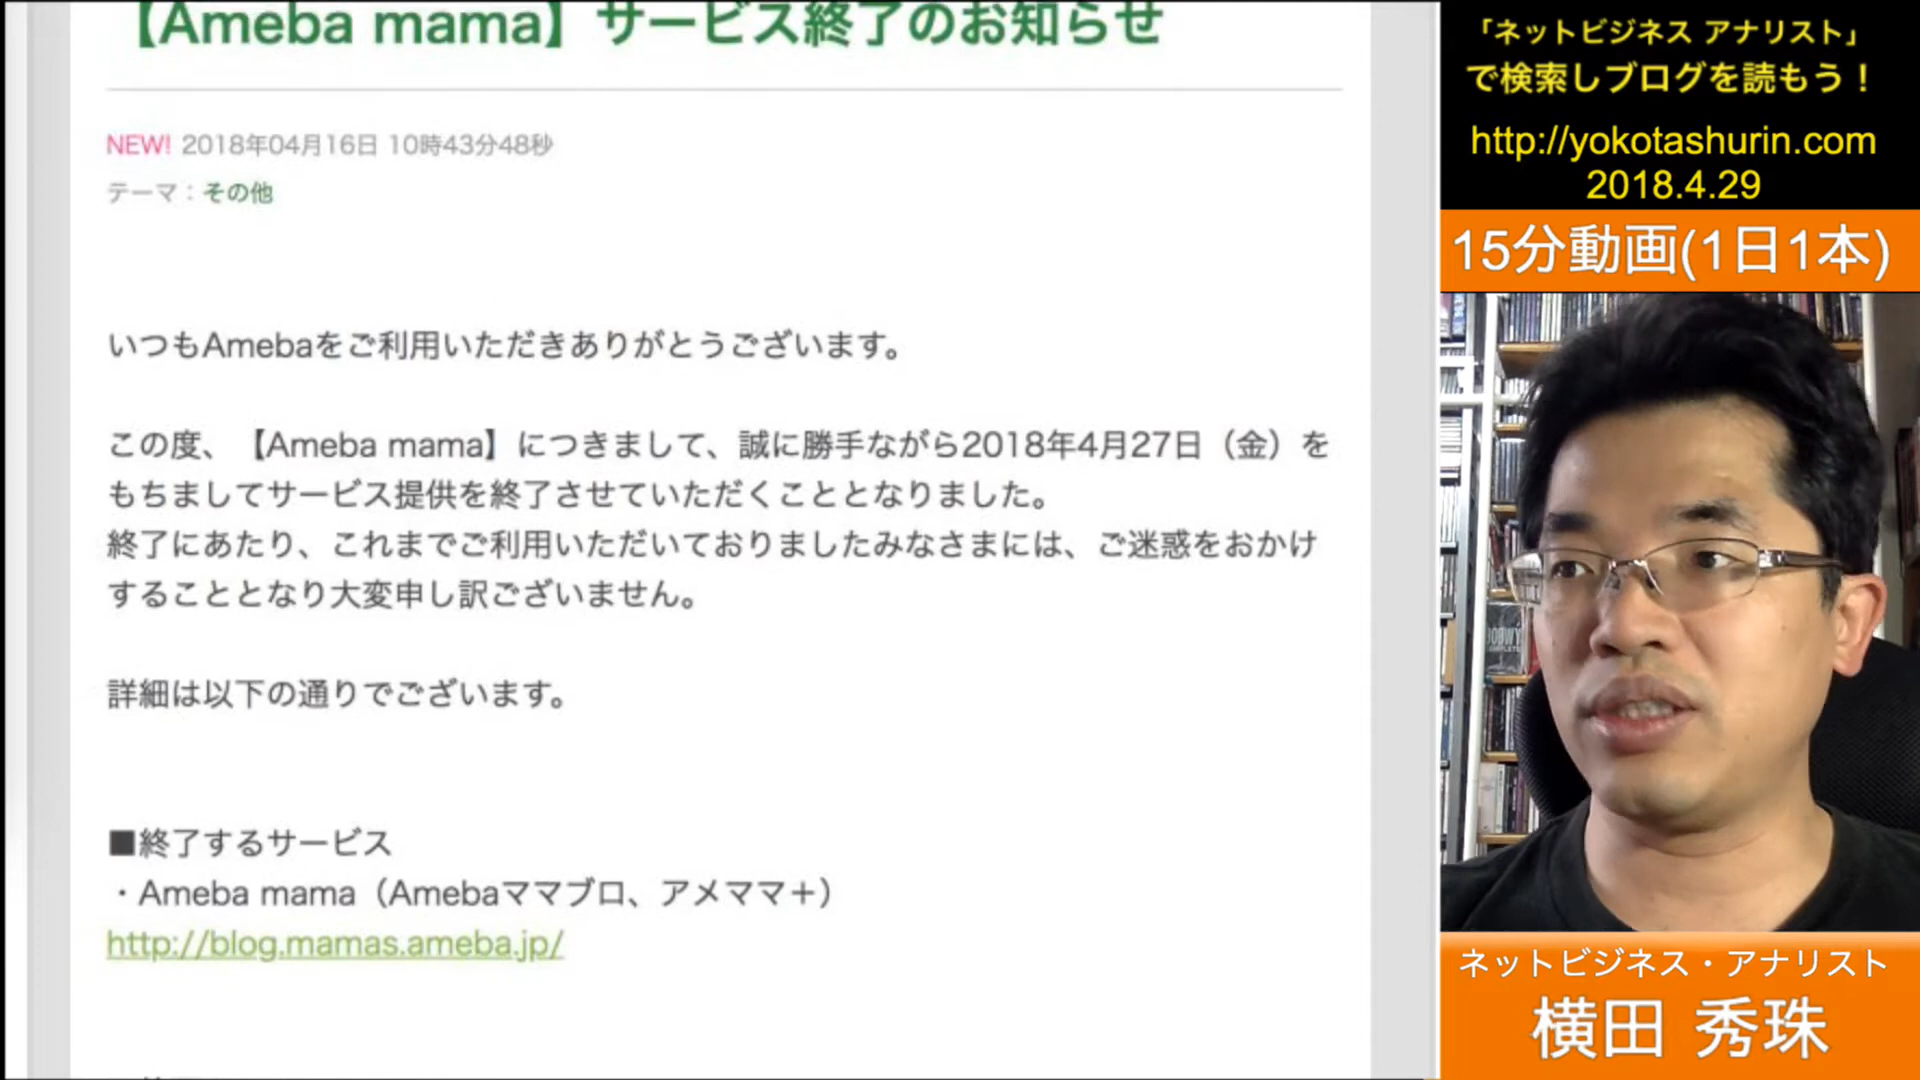 【Ameba mama】サービス終了のお知らせ
NEW! 2018年04月16日 10時43分48秒
テーマ：その他
いつもAmebaをご利用いただきありがとうございます。
この度、【Ameba mama】につきまして、誠に勝手ながら2018年4月27日（金）を
もちましてサービス提供を終了させていただくこととなりました。
終了にあたり、これまでご利用いただいておりましたみなさまには、ご迷惑をおかけ
することとなり大変申し訳ございません。
詳細は以下の通りでございます。
■終了するサービス
・Ameba mama（Amebaママブロ、アメママ＋）
http://blog.mamas.ameba.jp/
「ネットビジネス アナリスト」
で検索しブログを読もう！
http://yokotashurin.com
2018.4.29
15分動画(1日1本)
ネットビジネス・アナリスト
横田 秀珠